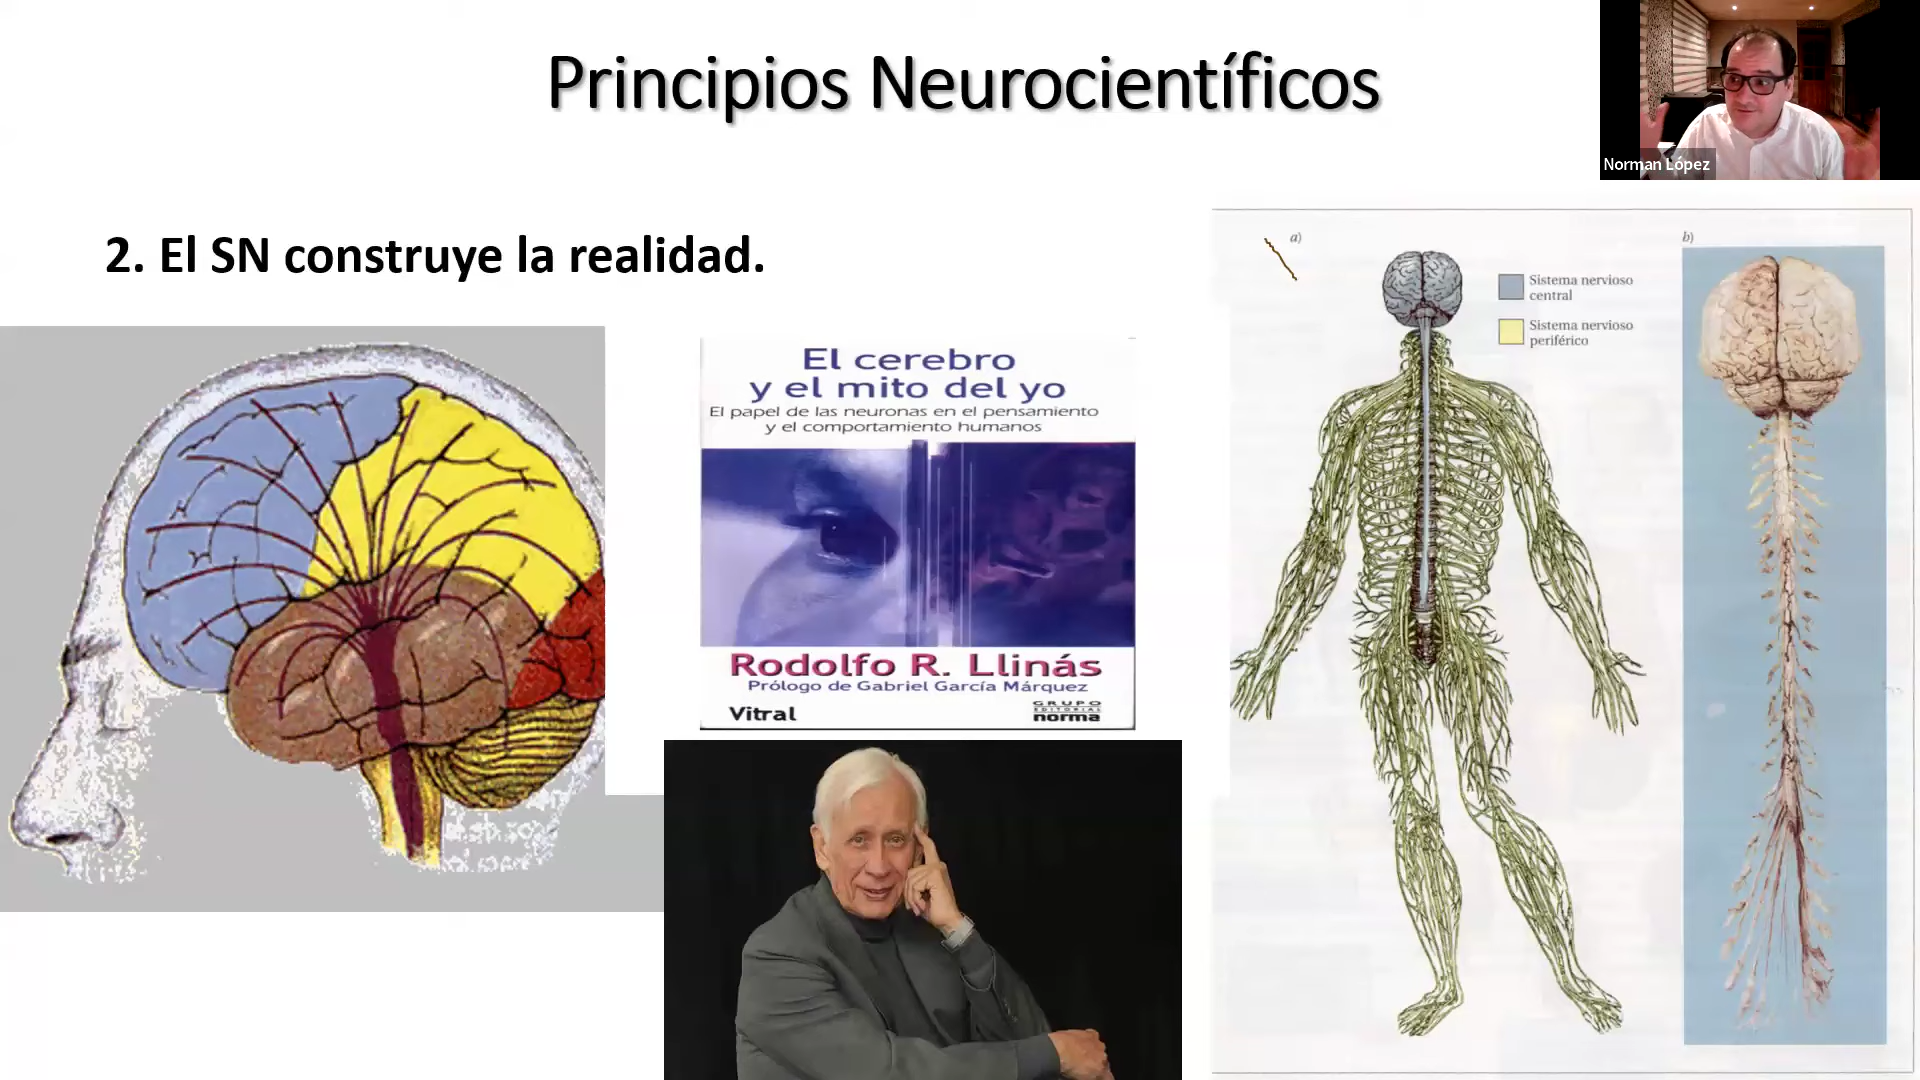 Principios Neurocientíficos
Norman López
2. El SN construye la realidad.
El cerebro
y el mito del yo
El papel de las neuronas en el pensamiento
y el comportamiento humanos
Rodolfo R. Llinás
Prólogo de Gabriel García Márquez
Vitral
GRUPO
EDITORIAL
norma
a)
Sistema nervioso
central
Sistema nervioso
periférico
b)